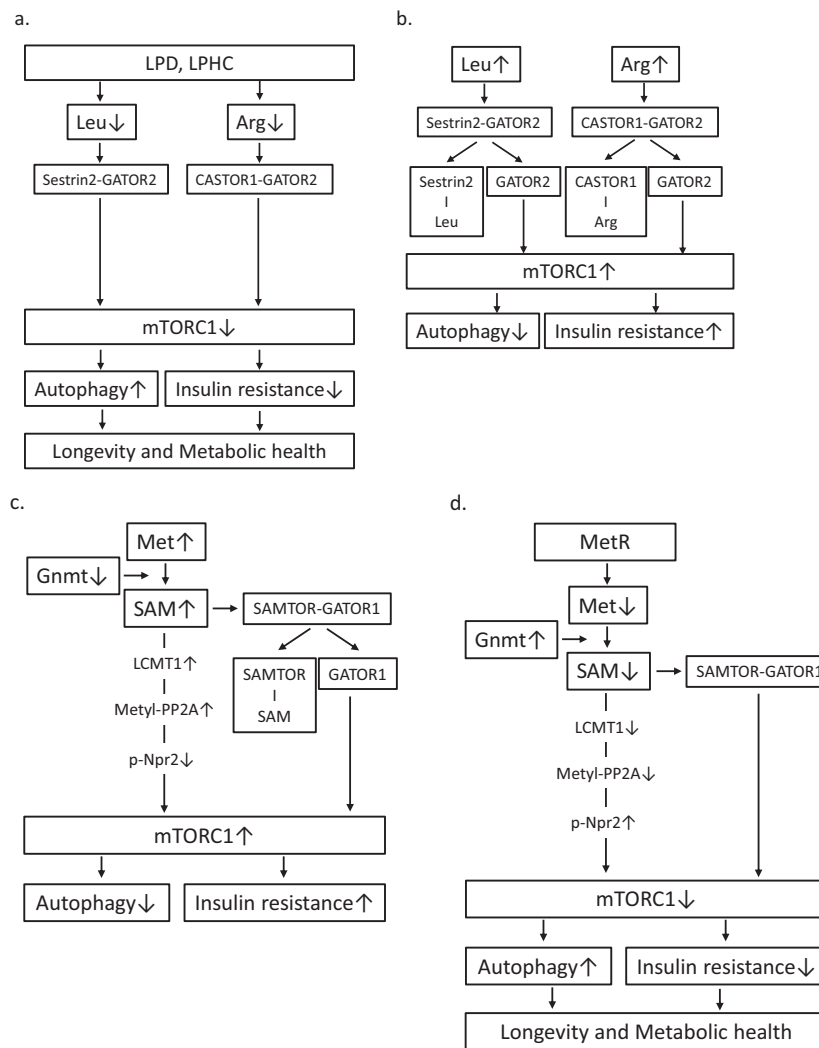 a.
LPD, LPHC
Leu↓
Arg↓
Sestrin2-GATOR2
CASTOR1-GATOR2
mTORC1↓
Autophagy↑
Insulin resistance↓
Longevity and Metabolic health
b.
Leu↑
Arg↑
Sestrin2-GATOR2
CASTOR1-GATOR2
Sestrin2
Leu
GATOR2
CASTOR1
Arg
GATOR2
mTORC1↑
Autophagy↓
Insulin resistance↑
c.
Met↑
Gnmt↓
SAM↑
SAMTOR-GATOR1
LCMT1↑
SAMTOR
SAM
GATOR1
Metyl-PP2A↑
p-Npr2↓
mTORC1↑
Autophagy↓
Insulin resistance↑
d.
MetR
Met↓
Gnmt↑
SAM↓
SAMTOR-GATOR1
LCMT1↓
Metyl-PP2A↓
p-Npr2↑
mTORC1↓
Autophagy↑
Insulin resistance↓
Longevity and Metabolic health